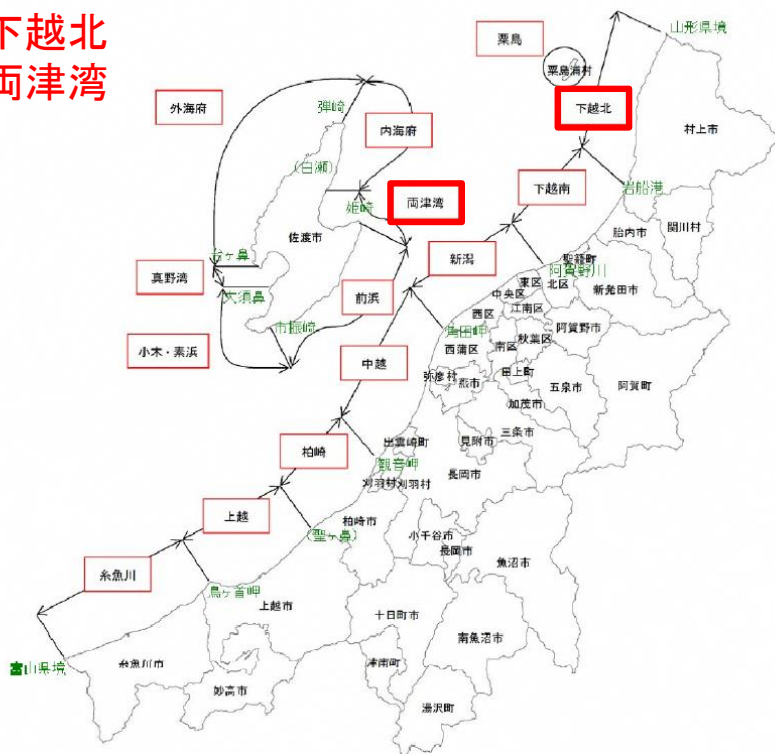 下越北
両津湾
山形県境
粟島
粟島浦村
外海府
弾崎
下越北
村上市
内海府
(白瀬)
下越南
岩船港
姫崎
両津湾
関川村
佐渡市
胎内市
新潟
聖籠町
台ヶ鼻
阿賀野川
真野湾
東区
北区
新発田市
大須鼻
前浜
中央区
江南区
西区
市振崎
角田岬
秋葉区
阿賀野市
小木・素浜
西蒲区
南区
中越
弥彦村
燕市
田上町
五泉市
阿賀町
加茂市
三条市
出雲崎町
見附市
柏崎
観音岬
長岡市
刈羽村
刈羽村
上越
柏崎市
(聖ヶ鼻)
小千谷市
長岡市
魚沼市
糸魚川
鳥ヶ首岬
上越市
十日町市
南魚沼市
富山県境
糸魚川市
津南町
妙高市
湯沢町